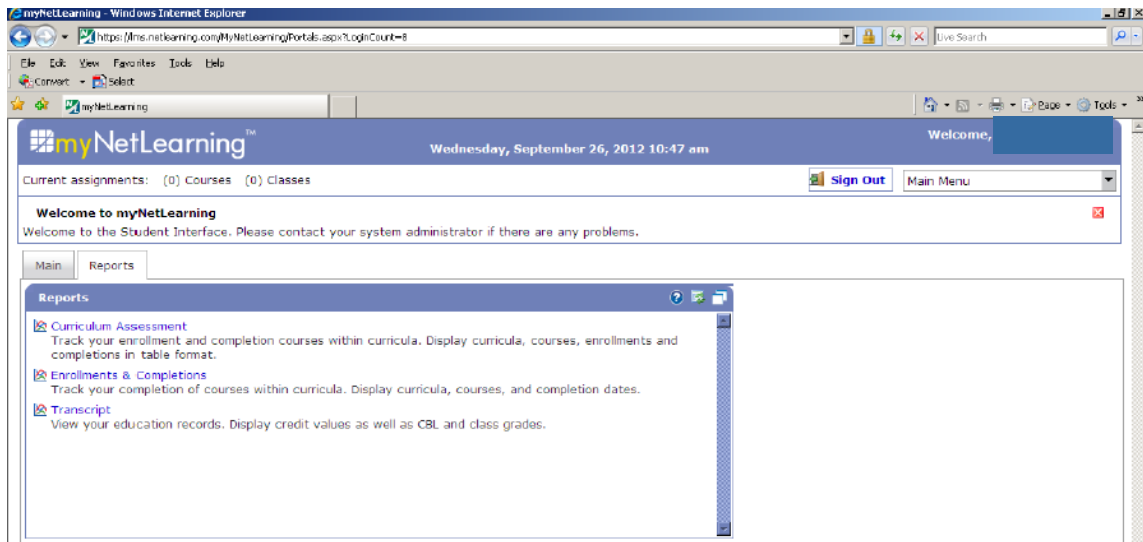 myNetLearning - Windows Internet Explorer
https://lms.netlearning.com/MyNetLearning/Portals.aspx?LoginCount=8
Live Search
File Edit View Favorites Tools Help
Convert Select
myNetLearning
Page Tools
myNetLearning™
Wednesday, September 26, 2012 10:47 am
Welcome,
Current assignments: (0) Courses (0) Classes
Sign Out
Main Menu
Welcome to myNetLearning
Welcome to the Student Interface. Please contact your system administrator if there are any problems.
Main Reports
Reports
Curriculum Assessment
Track your enrollment and completion courses within curricula. Display curricula, courses, enrollments and
completions in table format.
Enrollments & Completions
Track your completion of courses within curricula. Display curricula, courses, and completion dates.
Transcript
View your education records. Display credit values as well as CBL and class grades.